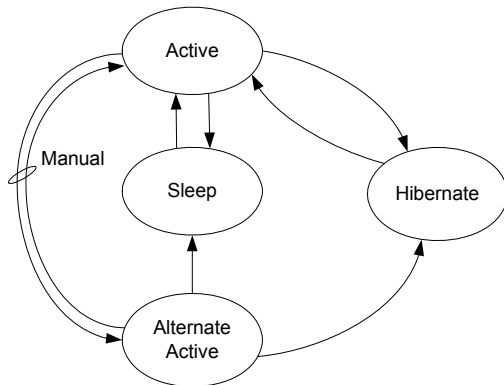 Active
Manual
Sleep
Hibernate
Alternate
Active